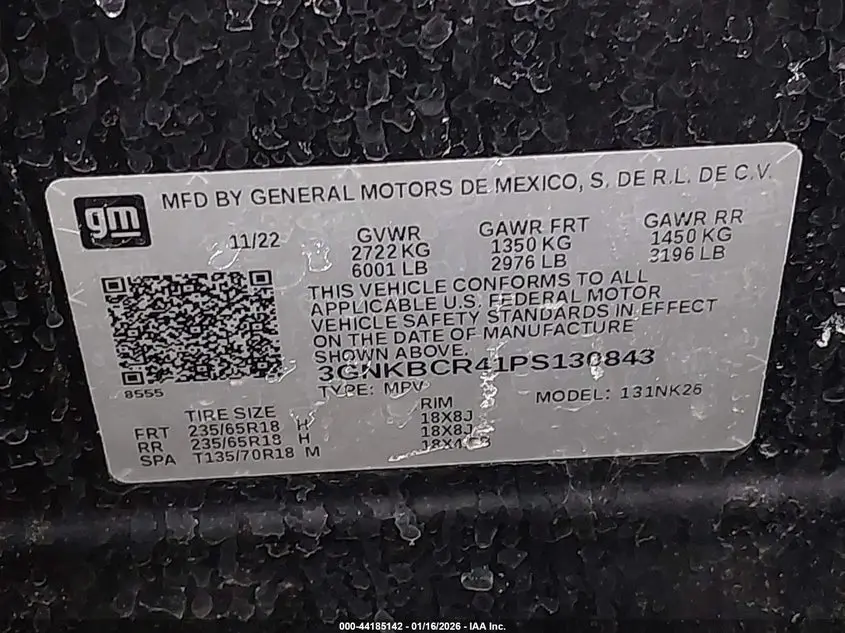 gm
MFD BY GENERAL MOTORS DE MEXICO, S. DE R.L. DE C.V.
11/22 GVWR GAWR FRT GAWR RR
2722 KG 1350 KG 1450 KG
6001 LB 2976 LB 3196 LB
THIS VEHICLE CONFORMS TO ALL
APPLICABLE U.S. FEDERAL MOTOR
VEHICLE SAFETY STANDARDS IN EFFECT
ON THE DATE OF MANUFACTURE
SHOWN ABOVE.
3GNKBCR41PS130843
8555 TYPE: MPV MODEL: 131NK26
TIRE SIZE RIM
FRT 235/65R18 H 18X8J
RR 235/65R18 H 18X8J
SPA T135/70R18 M
000-44185142 - 01/16/2026 - IAA Inc.